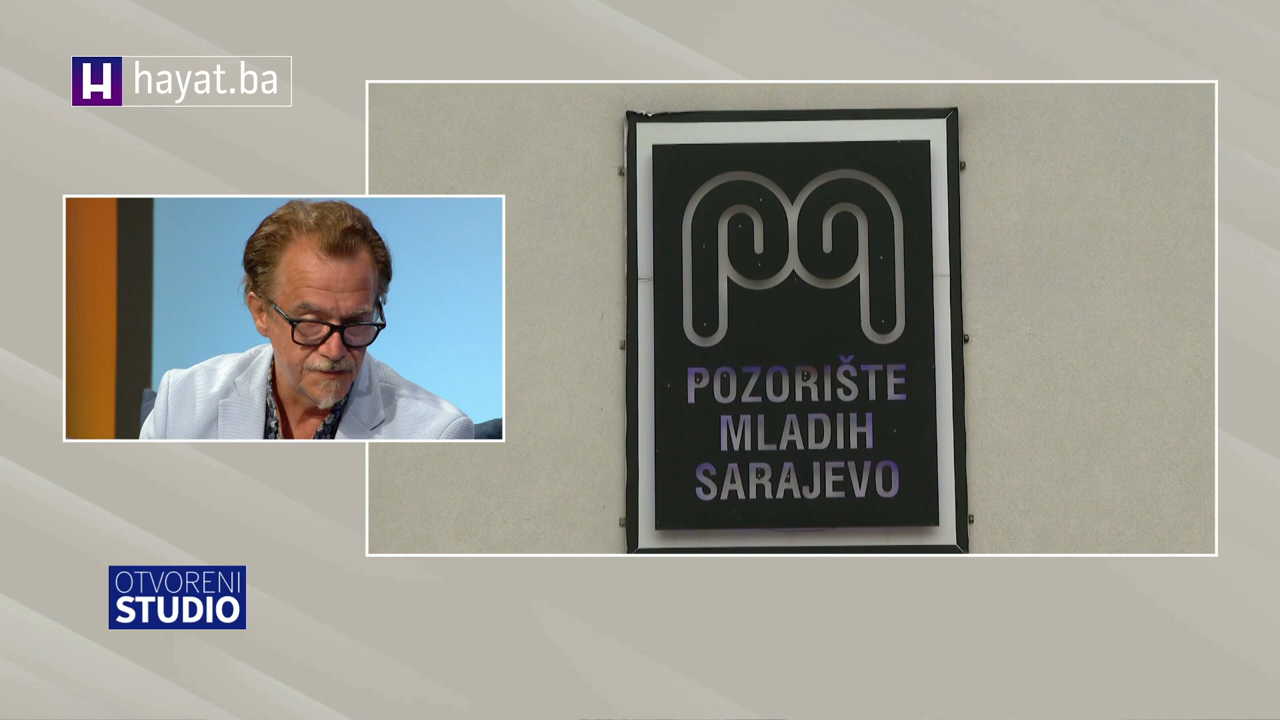 hayat.ba
POZORIŠTE
MLADIH
SARAJEVO
OTVORENI
STUDIO